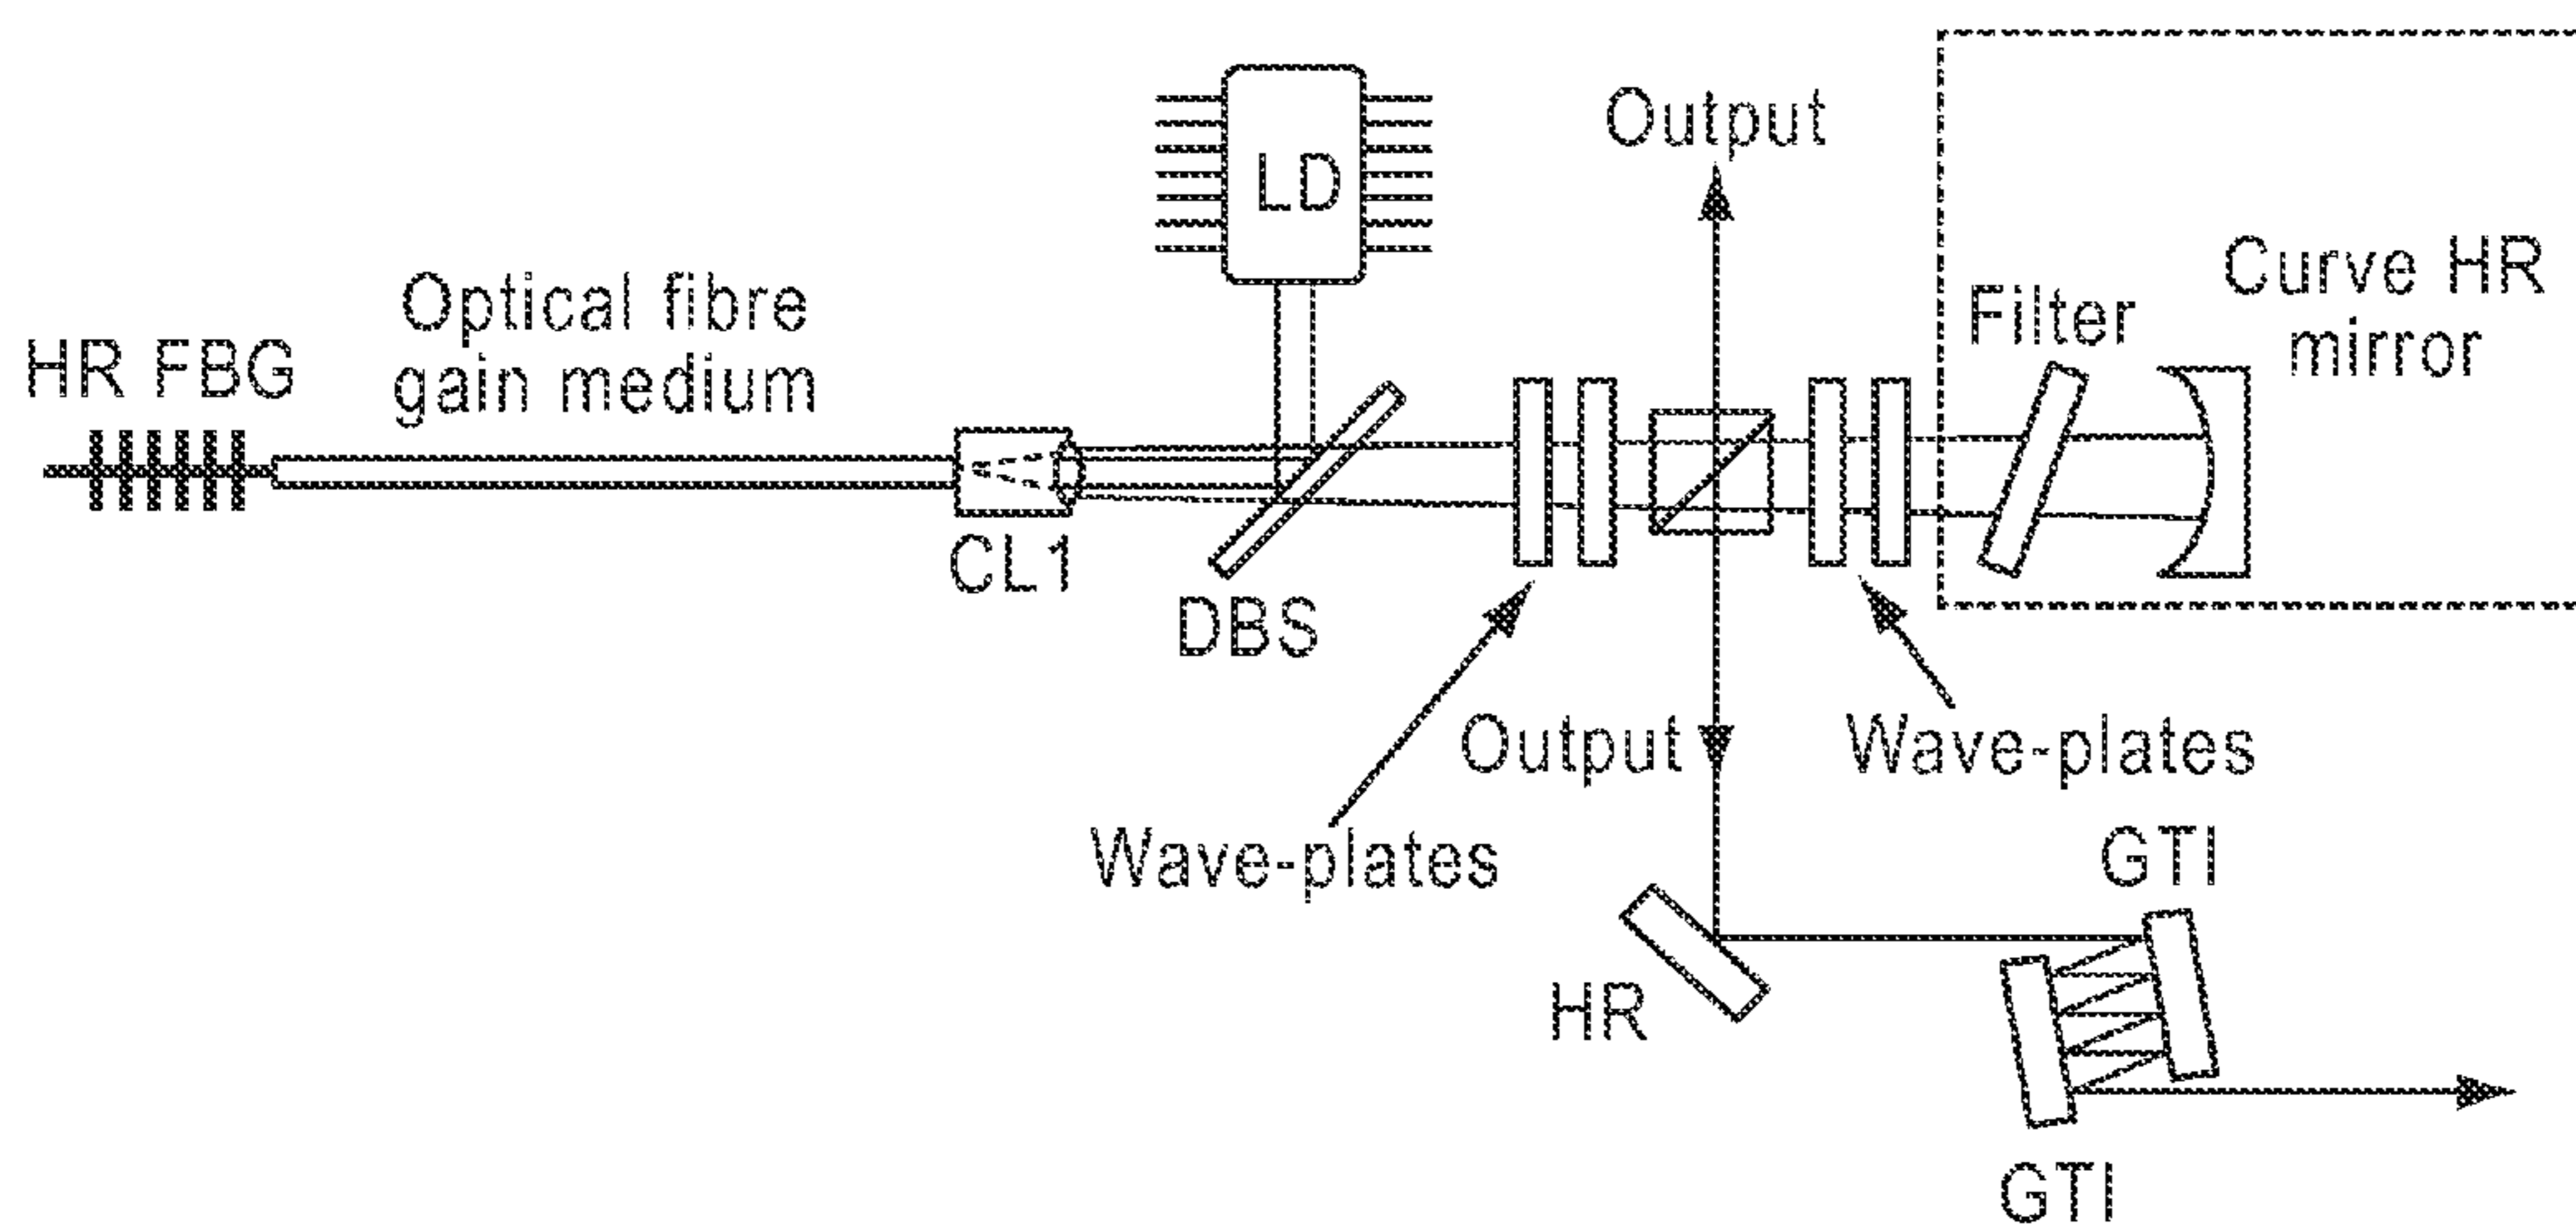 HR FBG
Optical fibre
gain medium
CL1
LD
DBS
Output
Filter
Curve HR
mirror
Wave-plates
Output
Wave-plates
HR
GTI
GTI